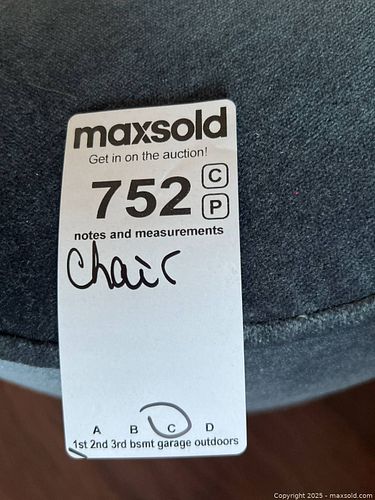 maxsold
Get in on the auction!
752 C
P
notes and measurements
Chair
A B C D
1st 2nd 3rd bsmt garage outdoors
Copyright 2025 - maxsold.com